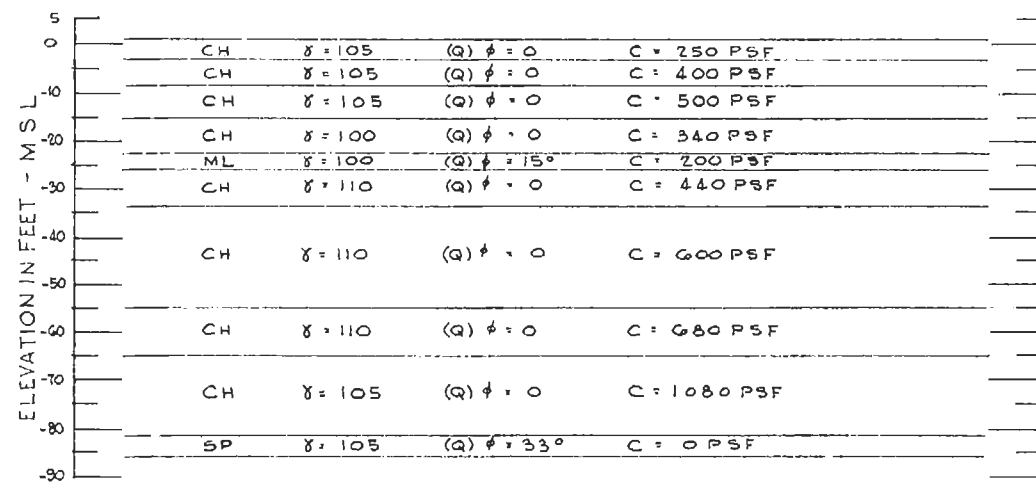 5
0
CH γ = 105 (Q) φ = 0 C = 250 PSF
CH γ = 105 (Q) φ = 0 C = 400 PSF
-10
CH γ = 105 (Q) φ = 0 C = 500 PSF
CH γ = 100 (Q) φ = 0 C = 340 PSF
-20
ML γ = 100 (Q) φ = 15° C = 200 PSF
CH γ = 110 (Q) φ = 0 C = 440 PSF
-30
-40
CH γ = 110 (Q) φ = 0 C = 600 PSF
-50
-60
CH γ = 110 (Q) φ = 0 C = 680 PSF
-70
CH γ = 105 (Q) φ = 0 C = 1080 PSF
-80
SP γ = 105 (Q) φ = 33° C = 0 PSF
-90
ELEVATION IN FEET - MSL